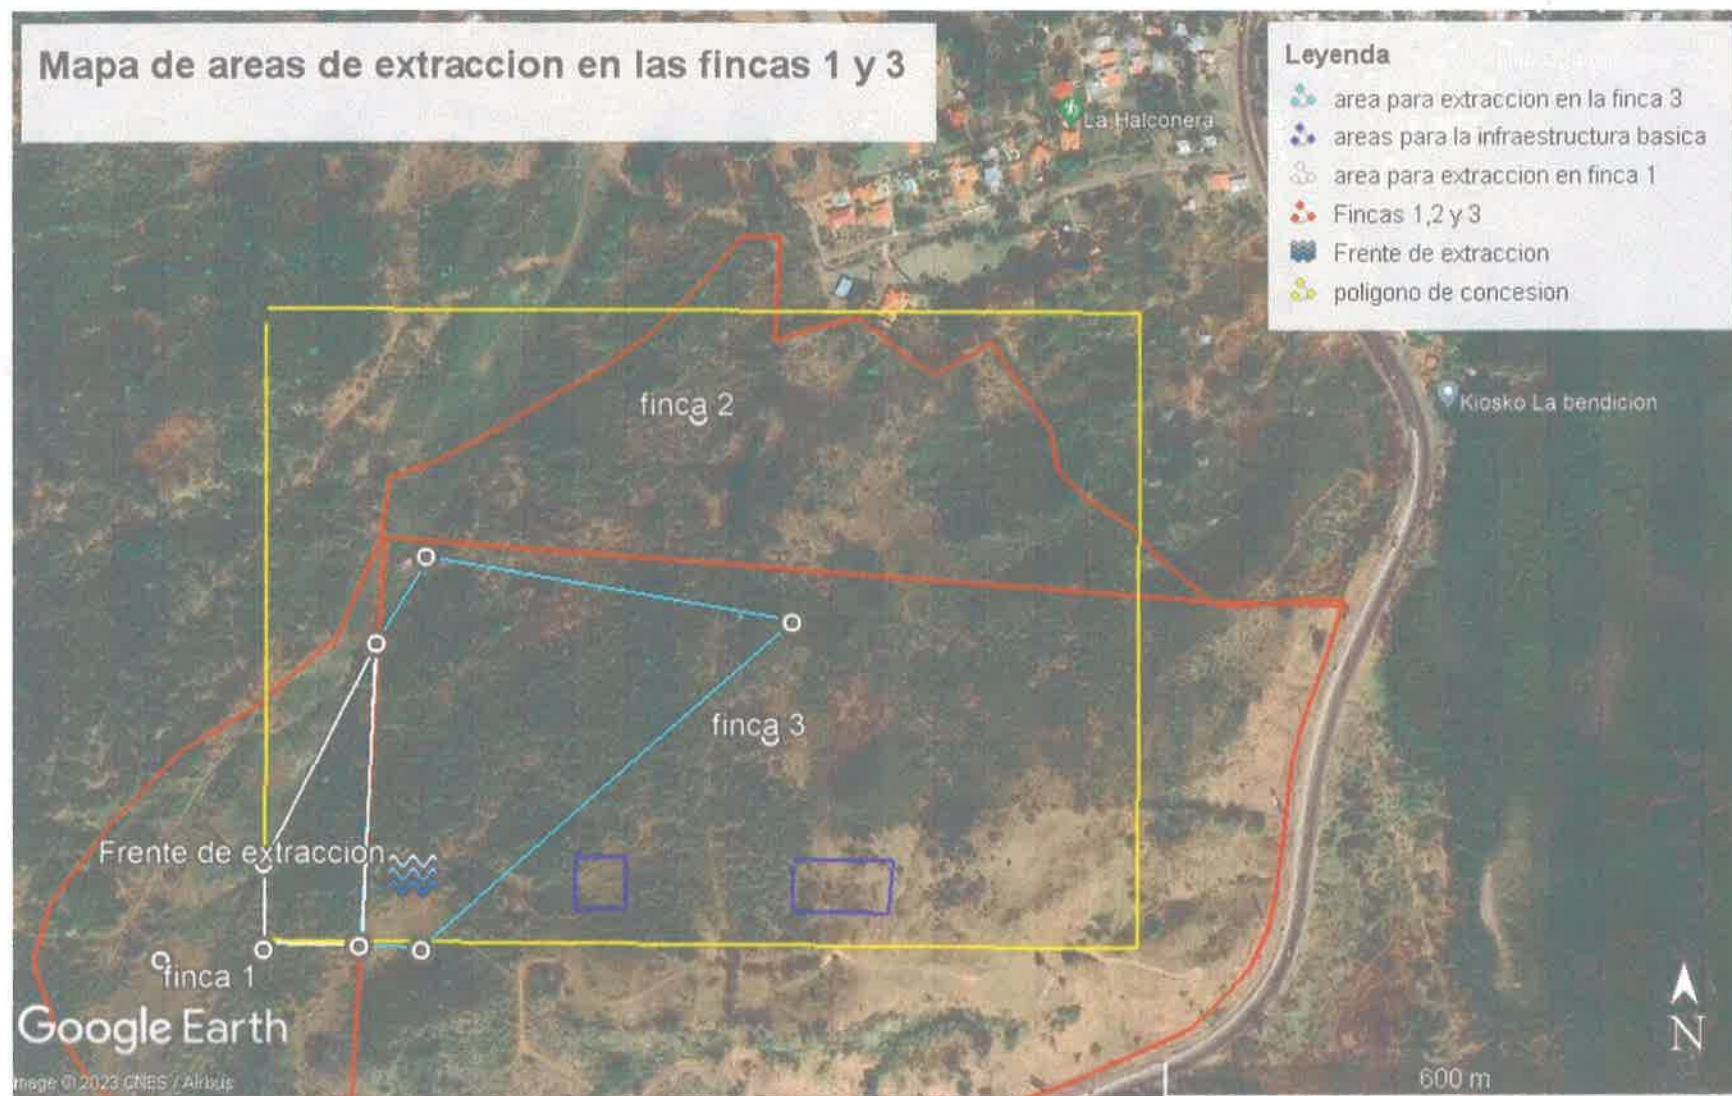 Mapa de areas de extraccion en las fincas 1 y 3
Leyenda
area para extraccion en la finca 3
areas para la infraestructura basica
area para extraccion en finca 1
Fincas 1,2 y 3
Frente de extraccion
poligono de concesion
La Halconera
finca 2
Kiosko La bendicion
finca 3
Frente de extraccion
finca 1
Google Earth
Image © 2023 CNES / Airbus
600 m
N